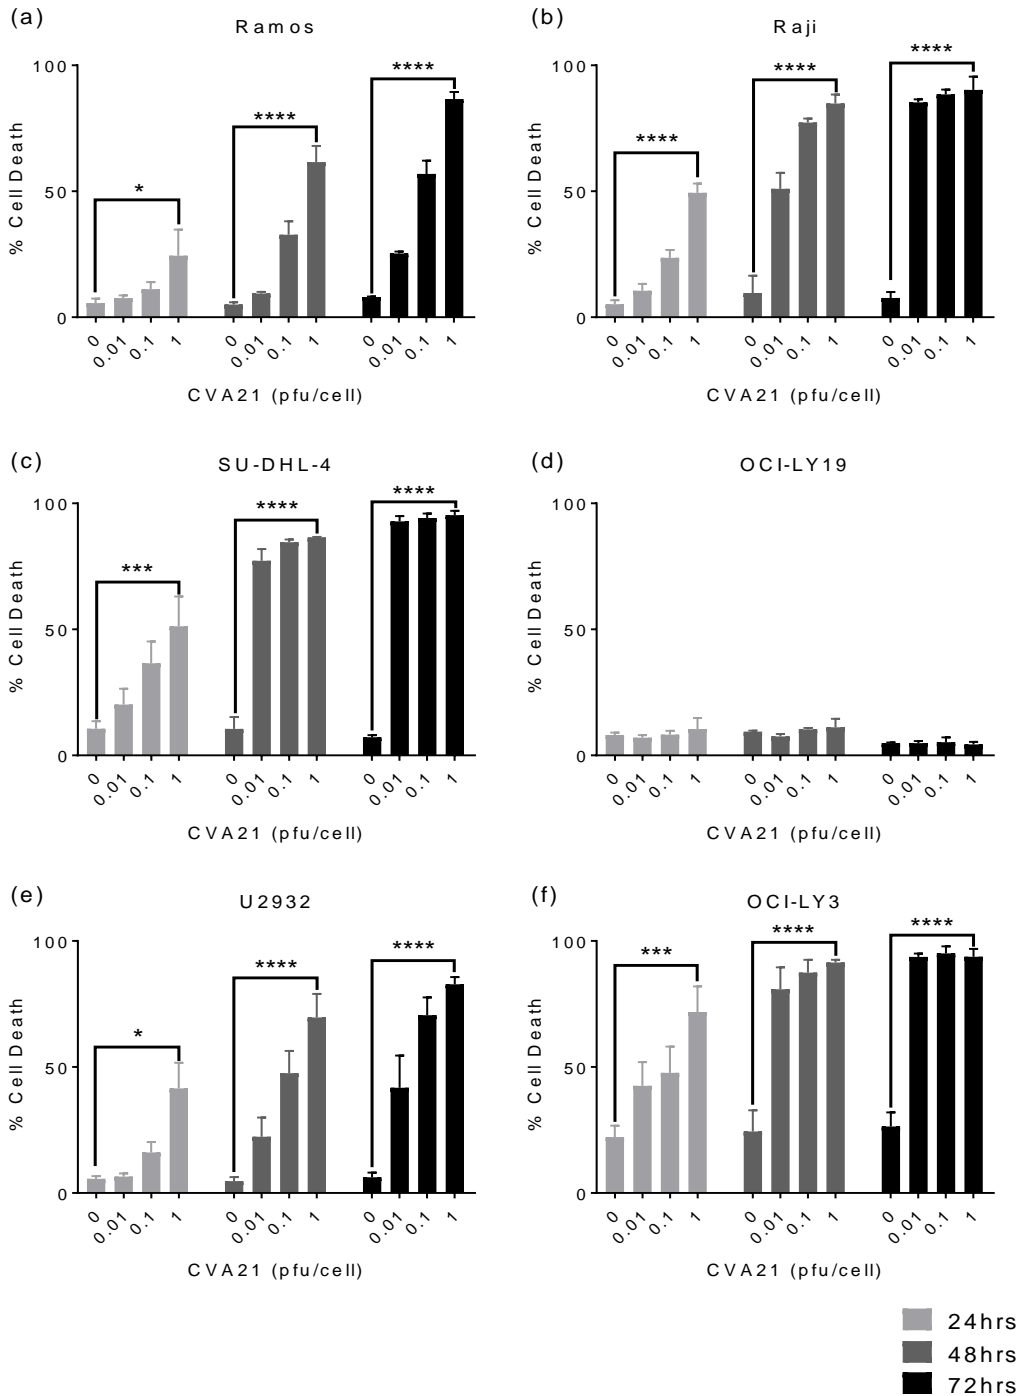 (a)
Ramos
% Cell Death
100
50
0
*
****
****
0 0.01 0.1 1 0 0.01 0.1 1 0 0.01 0.1 1
CVA21 (pfu/cell)
(b)
Raji
% Cell Death
100
50
0
****
****
****
0 0.01 0.1 1 0 0.01 0.1 1 0 0.01 0.1 1
CVA21 (pfu/cell)
(c)
SU-DHL-4
% Cell Death
100
50
0
***
****
****
0 0.01 0.1 1 0 0.01 0.1 1 0 0.01 0.1 1
CVA21 (pfu/cell)
(d)
OCI-LY19
% Cell Death
100
50
0
0 0.01 0.1 1 0 0.01 0.1 1 0 0.01 0.1 1
CVA21 (pfu/cell)
(e)
U2932
% Cell Death
100
50
0
*
****
****
0 0.01 0.1 1 0 0.01 0.1 1 0 0.01 0.1 1
CVA21 (pfu/cell)
(f)
OCI-LY3
% Cell Death
100
50
0
***
****
****
0 0.01 0.1 1 0 0.01 0.1 1 0 0.01 0.1 1
CVA21 (pfu/cell)
24hrs
48hrs
72hrs